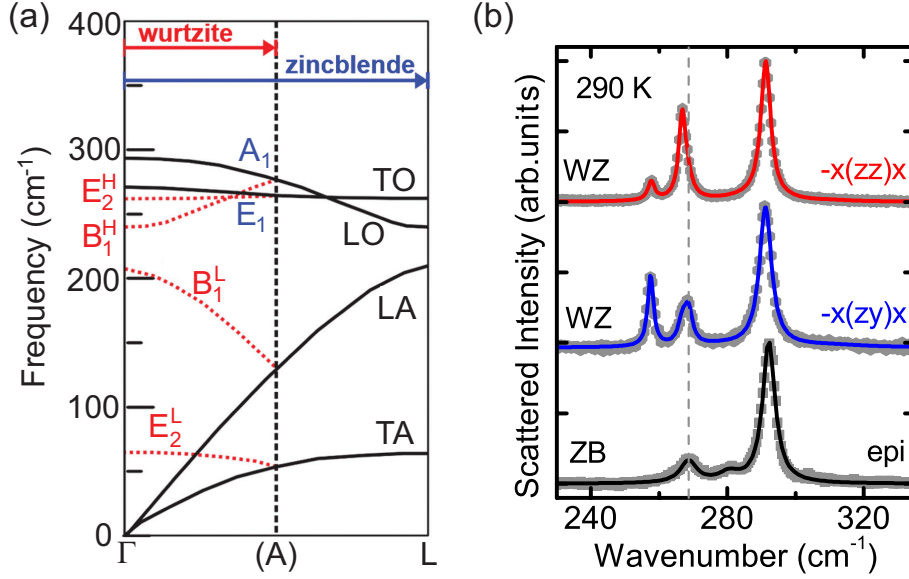 (a)
400
wurtzite
zincblende
300
A₁
TO
E₂ᴴ
E₁
B₁ᴴ
LO
200
B₁ᴸ
LA
100
E₂ᴸ
TA
0
Γ
(A)
L
Frequency (cm⁻¹)
(b)
290 K
WZ
-x(zz)x
WZ
-x(zy)x
ZB
epi
240
280
320
Wavenumber (cm⁻¹)
Scattered Intensity (arb.units)